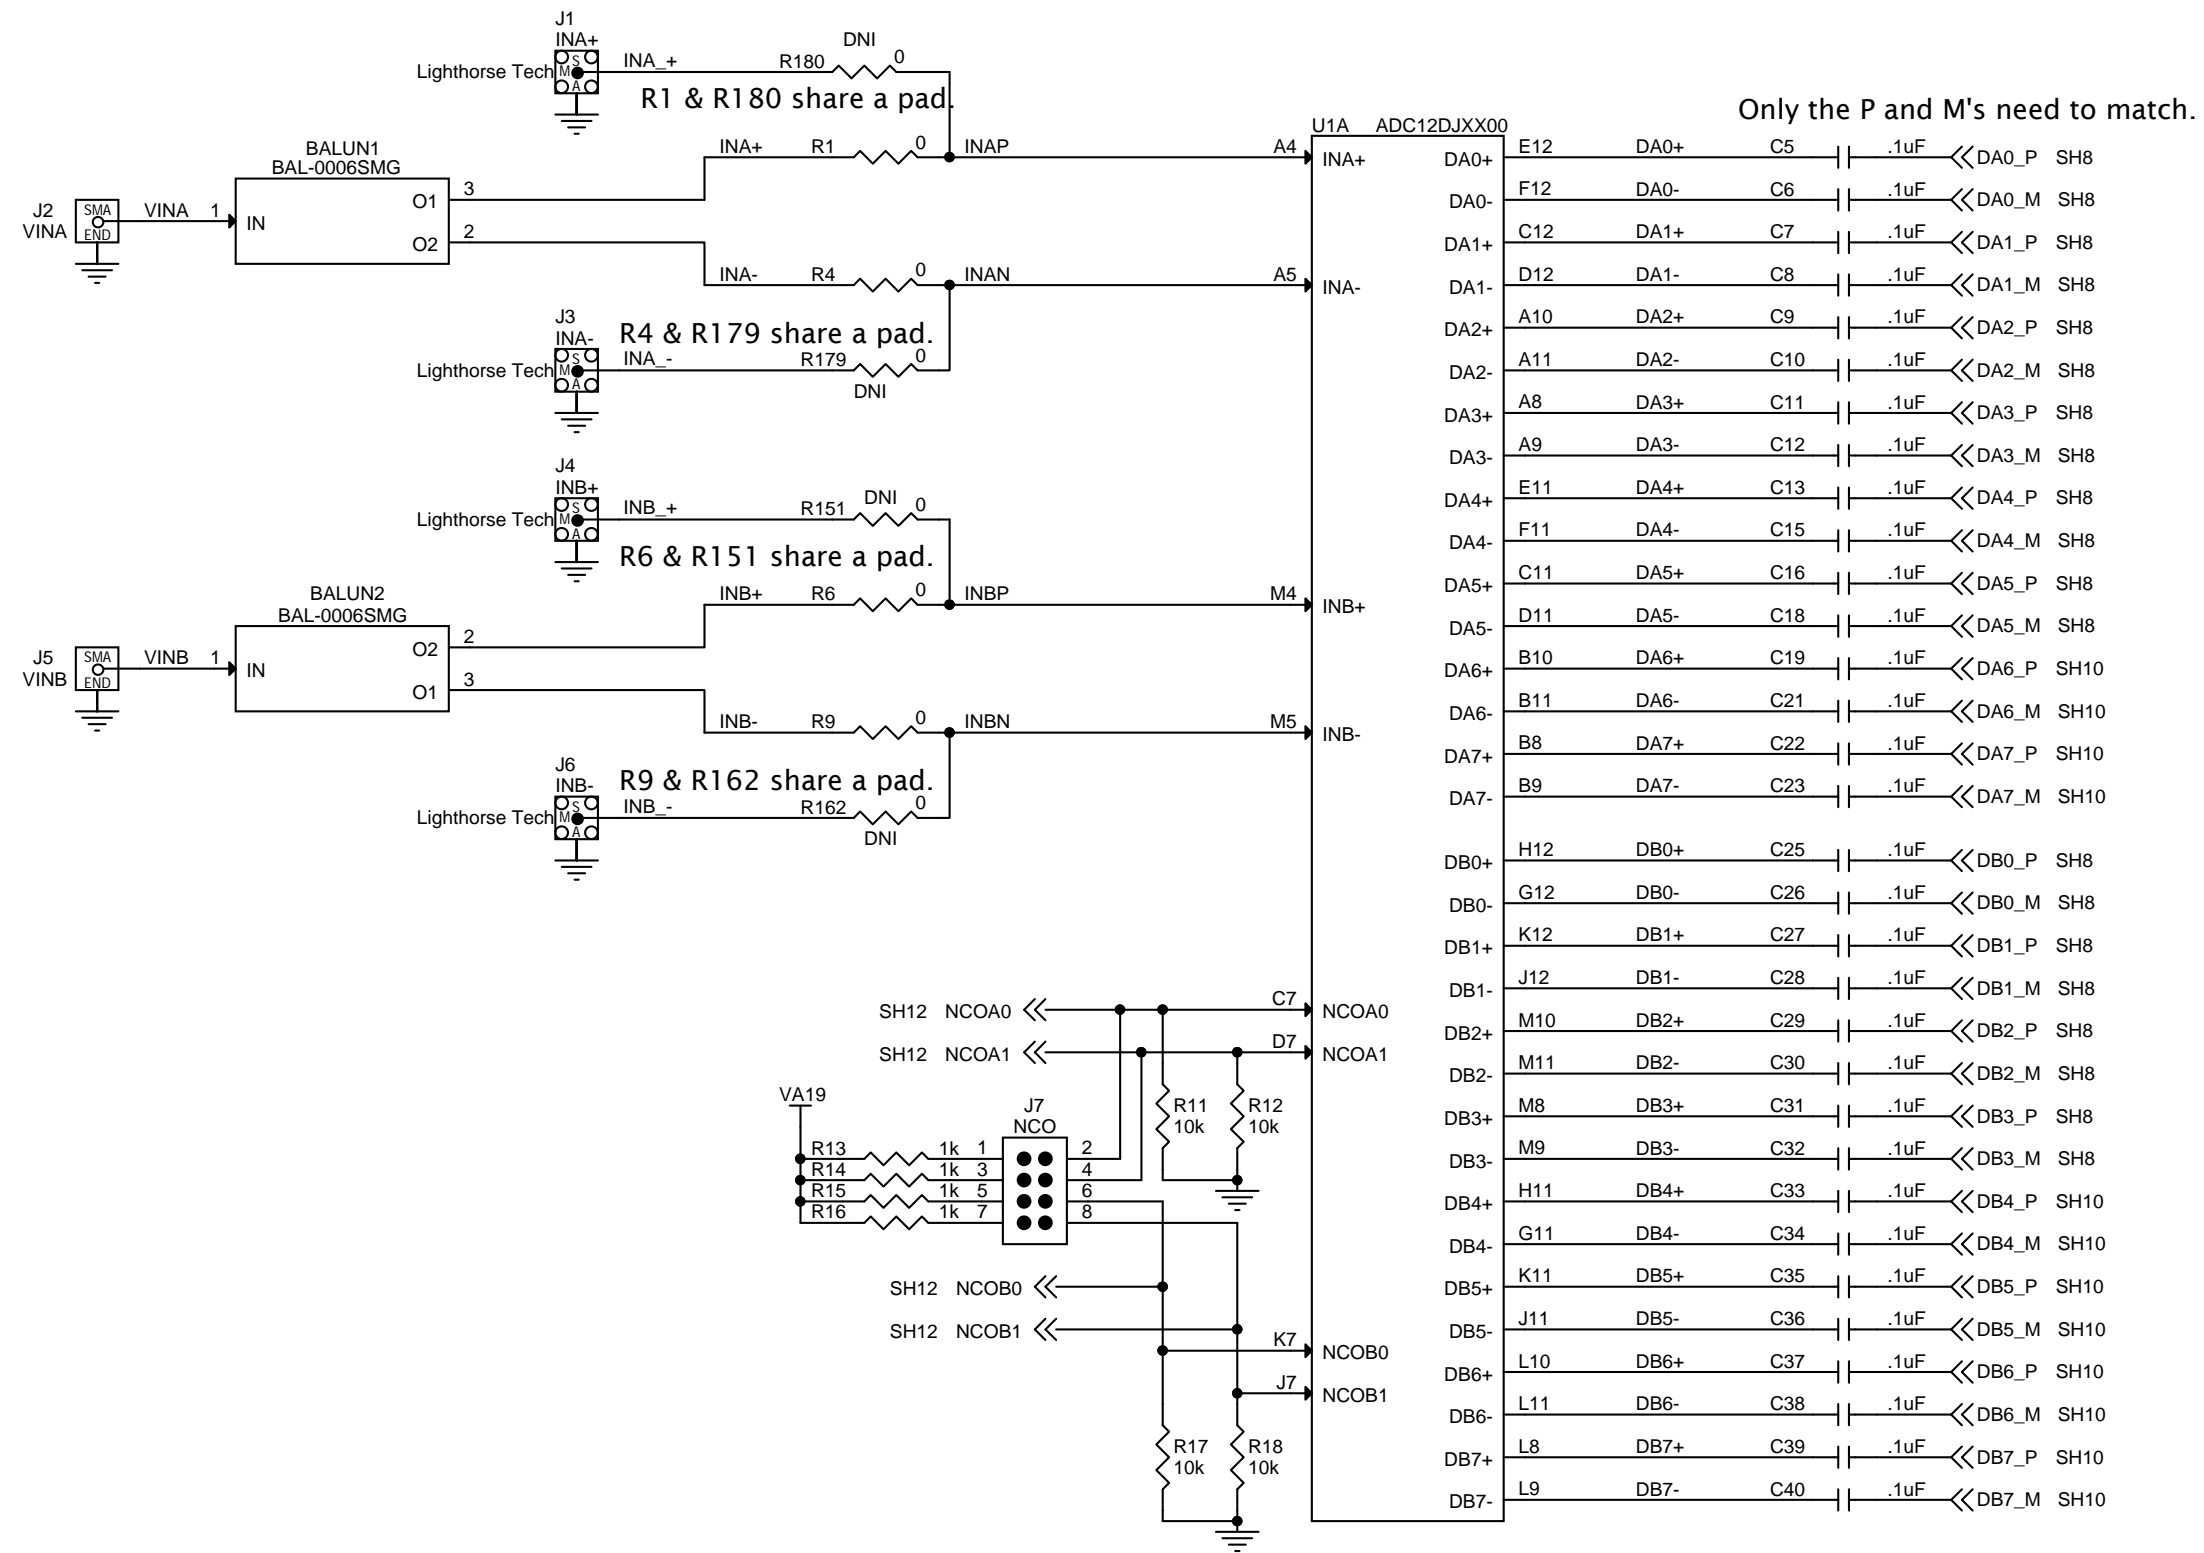 J1
INA+
Lighthorse Tech
S
M
A
INA_+
R180
DNI
0
R1 & R180 share a pad.
BALUN1
BAL-0006SMG
J2
VINA
SMA
END
VINA
1
IN
O1
3
O2
2
INA+
R1
0
INAP
A4
INA-
R4
0
INAN
A5
J3
INA-
Lighthorse Tech
S
M
A
R4 & R179 share a pad.
INA_-
R179
0
DNI
J4
INB+
Lighthorse Tech
S
M
A
INB_+
R151
DNI
0
R6 & R151 share a pad.
BALUN2
BAL-0006SMG
J5
VINB
SMA
END
VINB
1
IN
O2
2
O1
3
INB+
R6
0
INBP
M4
INB-
R9
0
INBN
M5
J6
INB-
Lighthorse Tech
S
M
A
R9 & R162 share a pad.
INB_-
R162
0
DNI
SH12 NCOA0
C7
SH12 NCOA1
D7
VA19
J7
NCO
R11
10k
R12
10k
R13 1k 1 2
R14 1k 3 4
R15 1k 5 6
R16 1k 7 8
SH12 NCOB0
SH12 NCOB1
K7
J7
R17
10k
R18
10k
U1A ADC12DJXX00
INA+
INA-
INB+
INB-
NCOA0
NCOA1
NCOB0
NCOB1
Only the P and M's need to match.
DA0+ E12 DA0+ C5 .1uF DA0_P SH8
DA0- F12 DA0- C6 .1uF DA0_M SH8
DA1+ C12 DA1+ C7 .1uF DA1_P SH8
DA1- D12 DA1- C8 .1uF DA1_M SH8
DA2+ A10 DA2+ C9 .1uF DA2_P SH8
DA2- A11 DA2- C10 .1uF DA2_M SH8
DA3+ A8 DA3+ C11 .1uF DA3_P SH8
DA3- A9 DA3- C12 .1uF DA3_M SH8
DA4+ E11 DA4+ C13 .1uF DA4_P SH8
DA4- F11 DA4- C15 .1uF DA4_M SH8
DA5+ C11 DA5+ C16 .1uF DA5_P SH8
DA5- D11 DA5- C18 .1uF DA5_M SH8
DA6+ B10 DA6+ C19 .1uF DA6_P SH10
DA6- B11 DA6- C21 .1uF DA6_M SH10
DA7+ B8 DA7+ C22 .1uF DA7_P SH10
DA7- B9 DA7- C23 .1uF DA7_M SH10
DB0+ H12 DB0+ C25 .1uF DB0_P SH8
DB0- G12 DB0- C26 .1uF DB0_M SH8
DB1+ K12 DB1+ C27 .1uF DB1_P SH8
DB1- J12 DB1- C28 .1uF DB1_M SH8
DB2+ M10 DB2+ C29 .1uF DB2_P SH8
DB2- M11 DB2- C30 .1uF DB2_M SH8
DB3+ M8 DB3+ C31 .1uF DB3_P SH8
DB3- M9 DB3- C32 .1uF DB3_M SH8
DB4+ H11 DB4+ C33 .1uF DB4_P SH10
DB4- G11 DB4- C34 .1uF DB4_M SH10
DB5+ K11 DB5+ C35 .1uF DB5_P SH10
DB5- J11 DB5- C36 .1uF DB5_M SH10
DB6+ L10 DB6+ C37 .1uF DB6_P SH10
DB6- L11 DB6- C38 .1uF DB6_M SH10
DB7+ L8 DB7+ C39 .1uF DB7_P SH10
DB7- L9 DB7- C40 .1uF DB7_M SH10